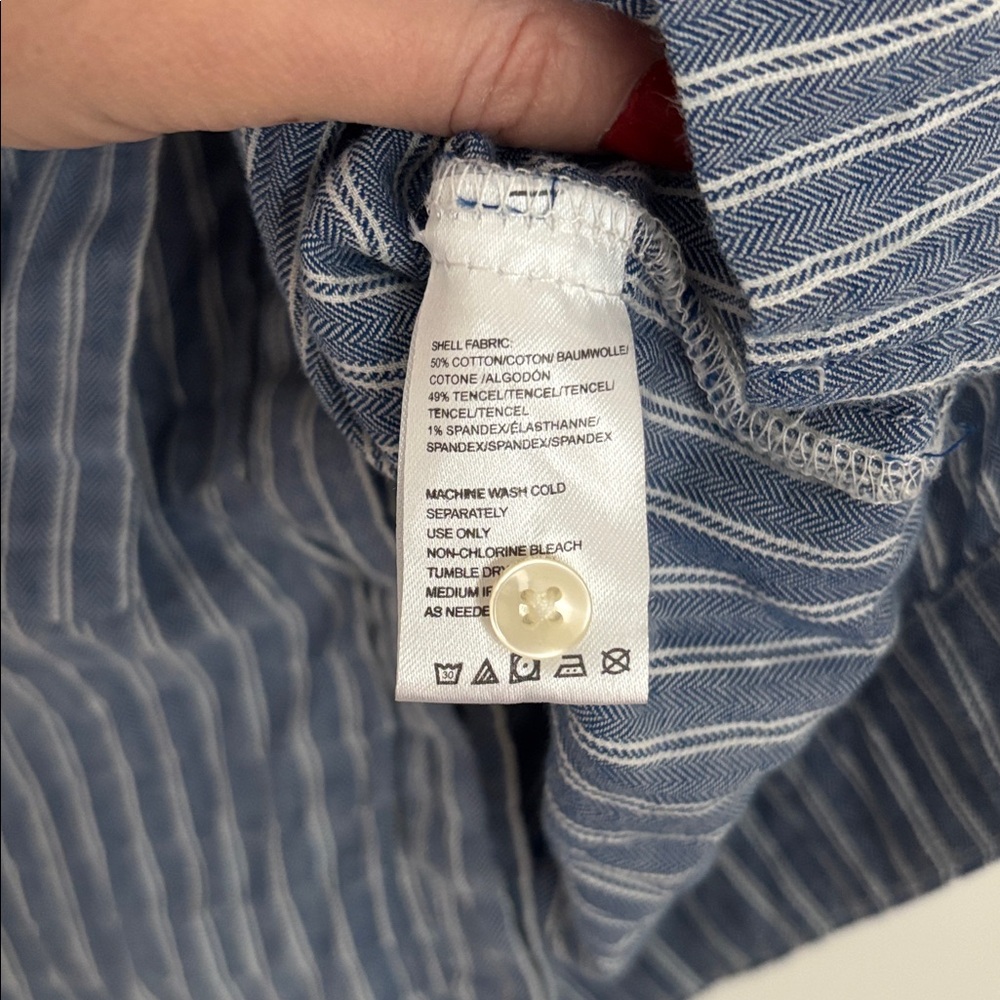 SHELL FABRIC:
50% COTTON/COTON/ BAUMWOLLE/
COTONE /ALGODÓN
49% TENCEL/TENCEL/TENCEL/
TENCEL/TENCEL
1% SPANDEX/ÉLASTHANNE/
SPANDEX/SPANDEX/SPANDEX
MACHINE WASH COLD
SEPARATELY
USE ONLY
NON-CHLORINE BLEACH
TUMBLE
MEDIUM
AS
30